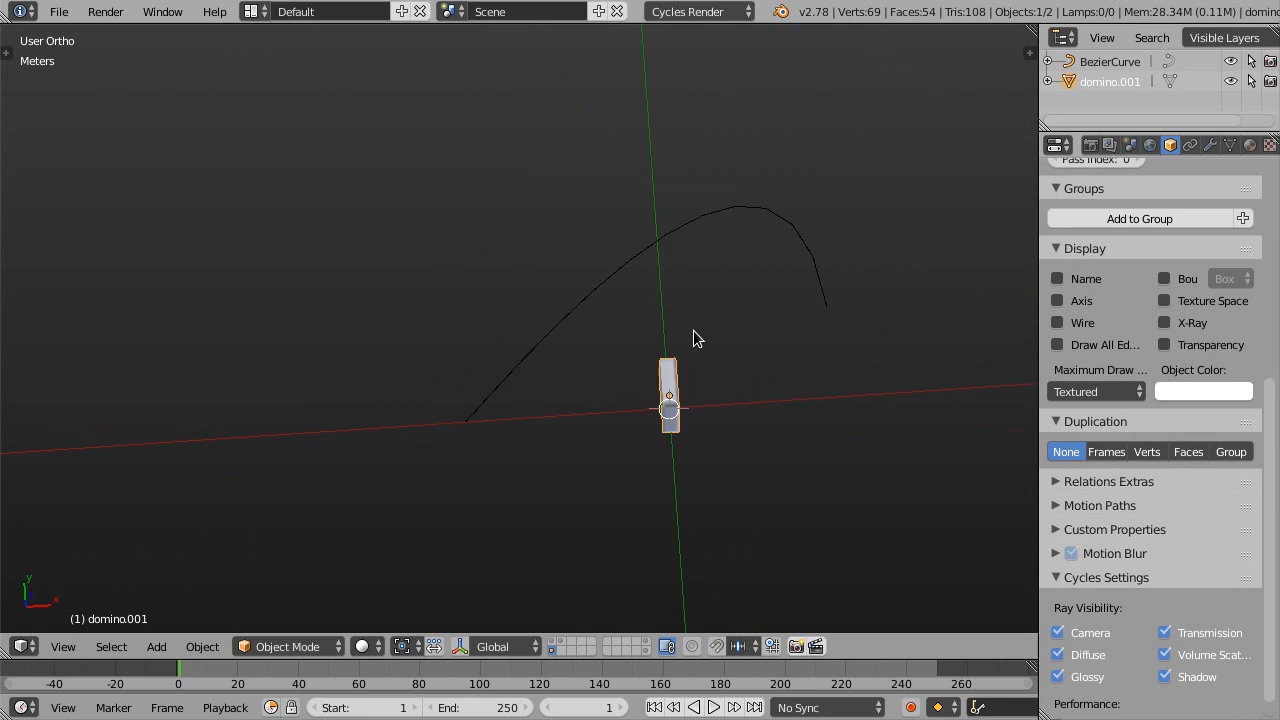 File Render Window Help Default Scene Cycles Render v2.78 | Verts:69 | Faces:54 | Tris:108 | Objects:1/2 | Lamps:0/0 | Mem:28.34M (0.11M) | domino
User Ortho
Meters
View Search Visible Layers
BezierCurve
domino.001
Pass Index: 0
Groups
Add to Group
Display
Name Bou Box
Axis Texture Space
Wire X-Ray
Draw All Ed... Transparency
Maximum Draw ... Object Color:
Textured
Duplication
None Frames Verts Faces Group
Relations Extras
Motion Paths
Custom Properties
Motion Blur
Cycles Settings
Ray Visibility:
Camera Transmission
Diffuse Volume Scat...
Glossy Shadow
Performance:
y
x
(1) domino.001
View Select Add Object Object Mode Global
-40 -20 0 20 40 60 80 100 120 140 160 180 200 220 240 260
View Marker Frame Playback Start: 1 End: 250 1 No Sync